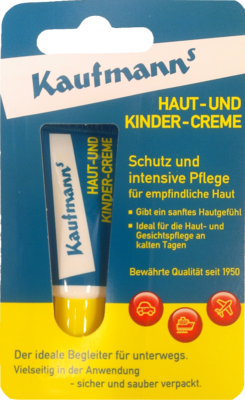 Kaufmanns
HAUT-UND
KINDER-CREME
Kaufmanns
HAUT-UND
KINDER-CREME
Schutz und
intensive Pflege
für empfindliche Haut
▪ Gibt ein sanftes Hautgefühl
▪ Ideal für die Haut- und
Gesichtspflege an
kalten Tagen
Bewährte Qualität seit 1950
Der ideale Begleiter für unterwegs.
Vielseitig in der Anwendung
- sicher und sauber verpackt.